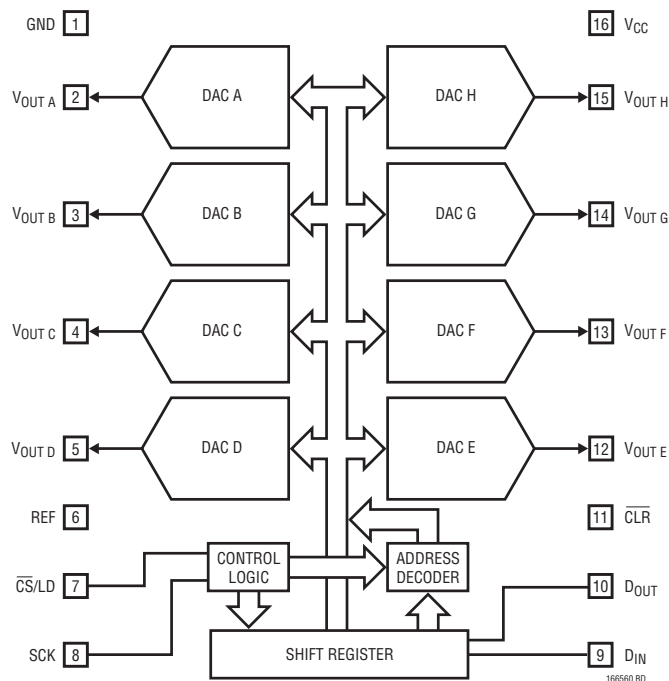 GND 1
16 VCC
VOUT A 2
DAC A
DAC H
15 VOUT H
VOUT B 3
DAC B
DAC G
14 VOUT G
VOUT C 4
DAC C
DAC F
13 VOUT F
VOUT D 5
DAC D
DAC E
12 VOUT E
REF 6
11 C̅L̅R̅
C̅S̅/LD 7
CONTROL
LOGIC
ADDRESS
DECODER
10 DOUT
SCK 8
SHIFT REGISTER
9 DIN
166560 BD